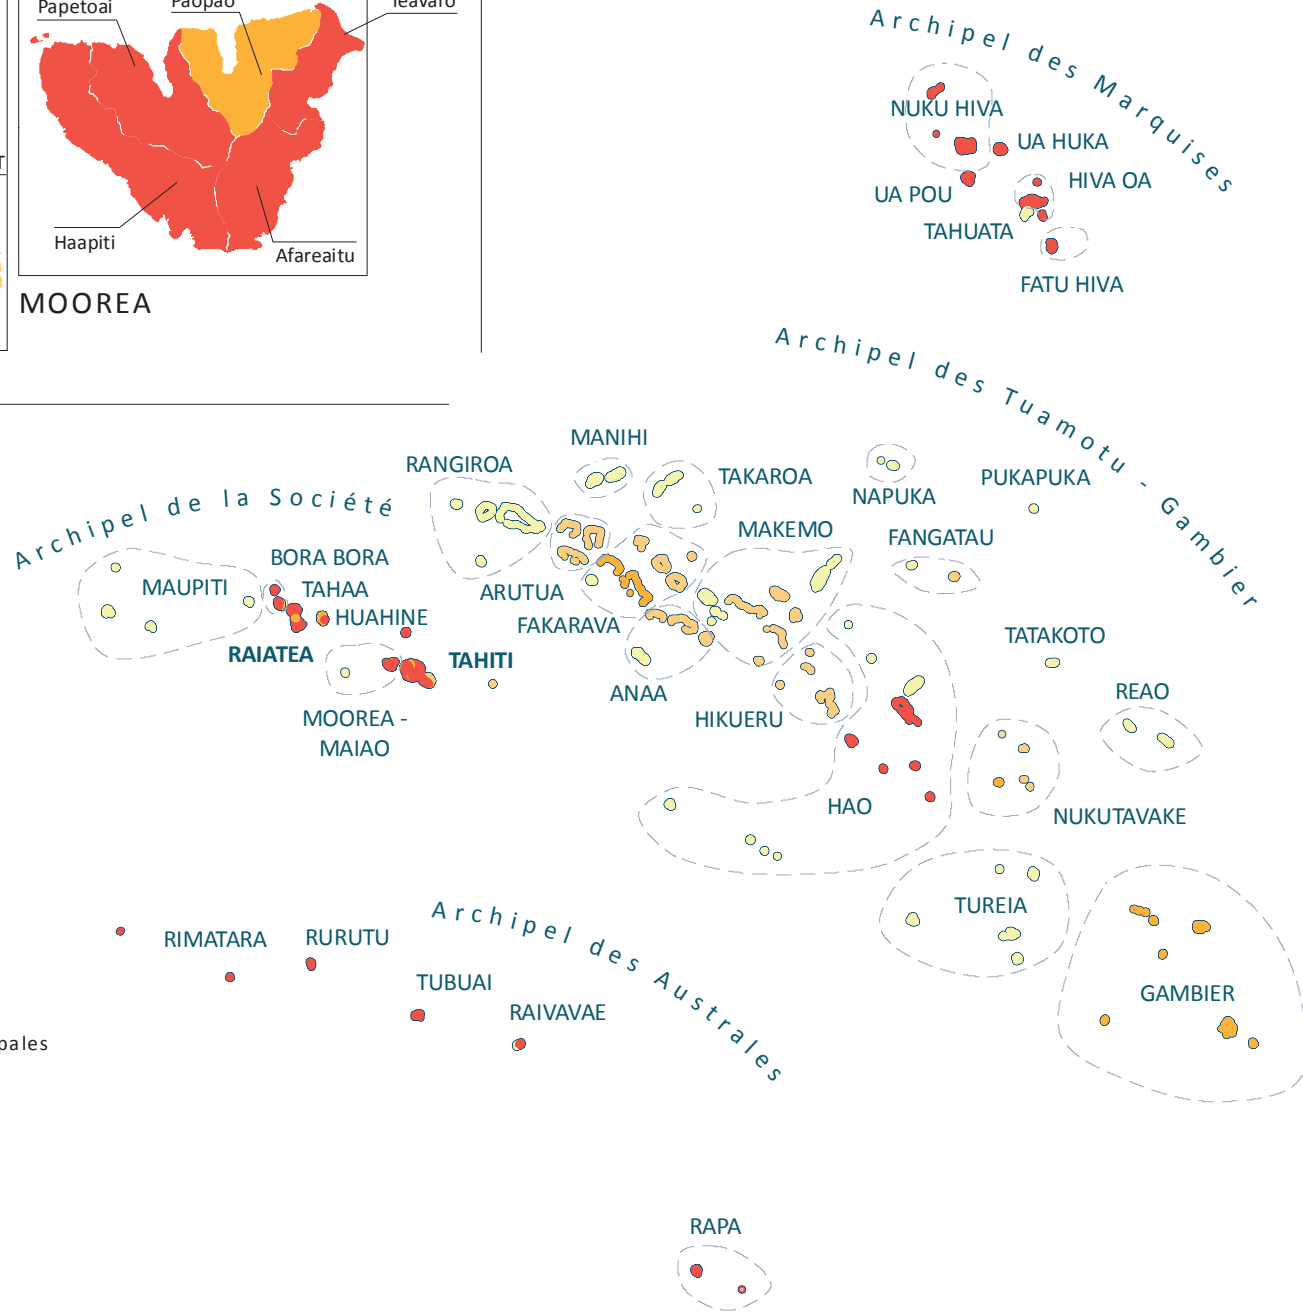 Papetoai
Paopao
Teavaro
Haapiti
Afareaitu
MOOREA
Archipel des Marquises
NUKU HIVA
UA HUKA
UA POU
HIVA OA
TAHUATA
FATU HIVA
Archipel des Tuamotu - Gambier
MANIHI
RANGIROA
TAKAROA
NAPUKA
PUKAPUKA
MAKEMO
FANGATAU
Archipel de la Société
BORA BORA
MAUPITI
TAHAA
HUAHINE
RAIATEA
TAHITI
MOOREA -
MAIAO
ARUTUA
FAKARAVA
ANAA
HIKUERU
TATAKOTO
REAO
HAO
NUKUTAVAKE
TUREIA
GAMBIER
Archipel des Australes
RIMATARA
RURUTU
TUBUAI
RAIVAVAE
pales
RAPA